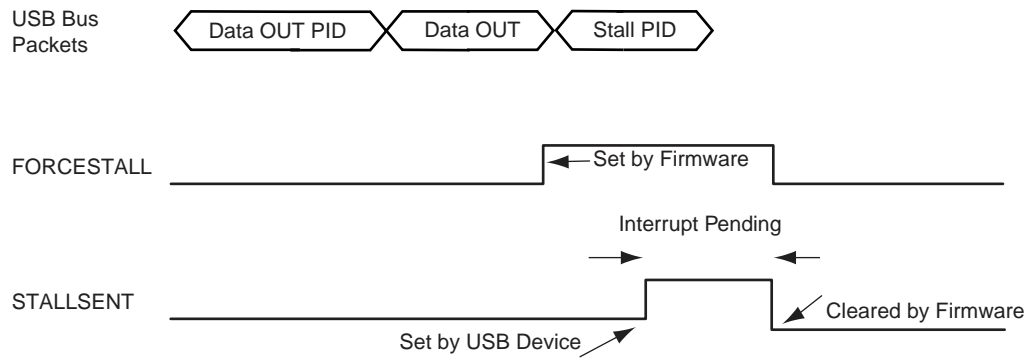 USB Bus
Packets
Data OUT PID
Data OUT
Stall PID
FORCESTALL
Set by Firmware
Interrupt Pending
STALLSENT
Cleared by Firmware
Set by USB Device